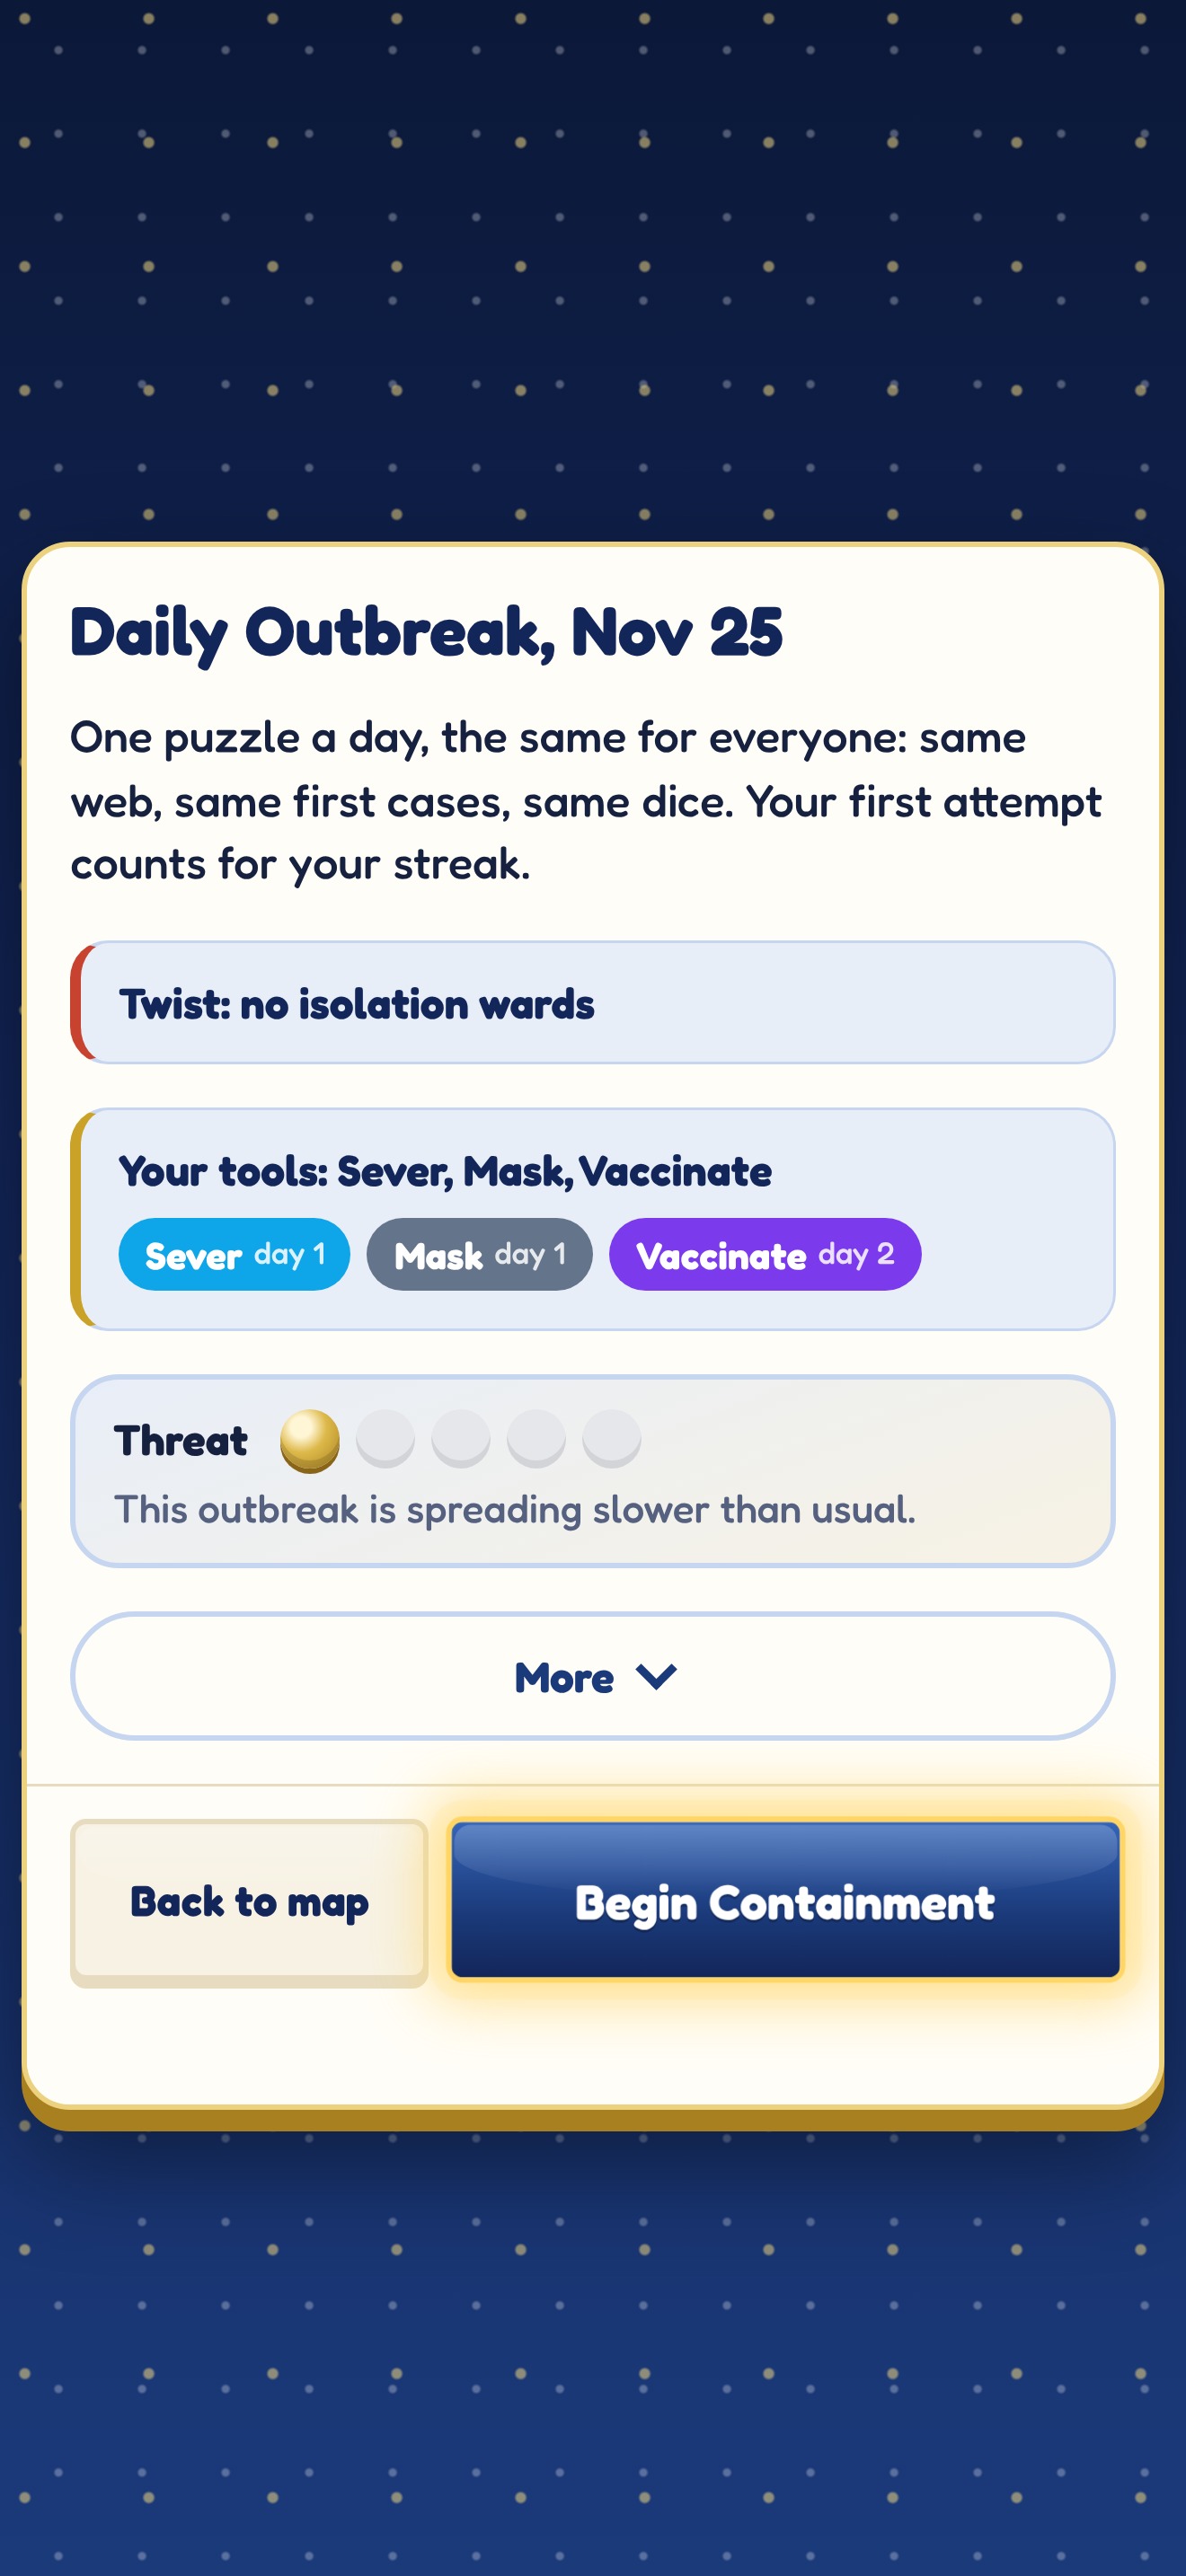 Daily Outbreak, Nov 25
One puzzle a day, the same for everyone: same
web, same first cases, same dice. Your first attempt
counts for your streak.
Twist: no isolation wards
Your tools: Sever, Mask, Vaccinate
Sever day 1 Mask day 1 Vaccinate day 2
Threat
This outbreak is spreading slower than usual.
More
Back to map Begin Containment